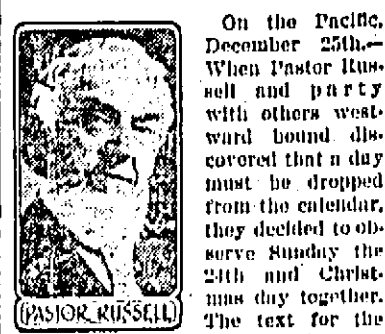 On the Pacific,
December 25th.—
When Pastor Rus-
sell and party
with others west-
ward bound dis-
covered that a day
must be dropped
from the calendar,
they decided to ob-
serve Sunday the
24th and Christ-
mas day together.
The text for the
PASTOR RUSSELL